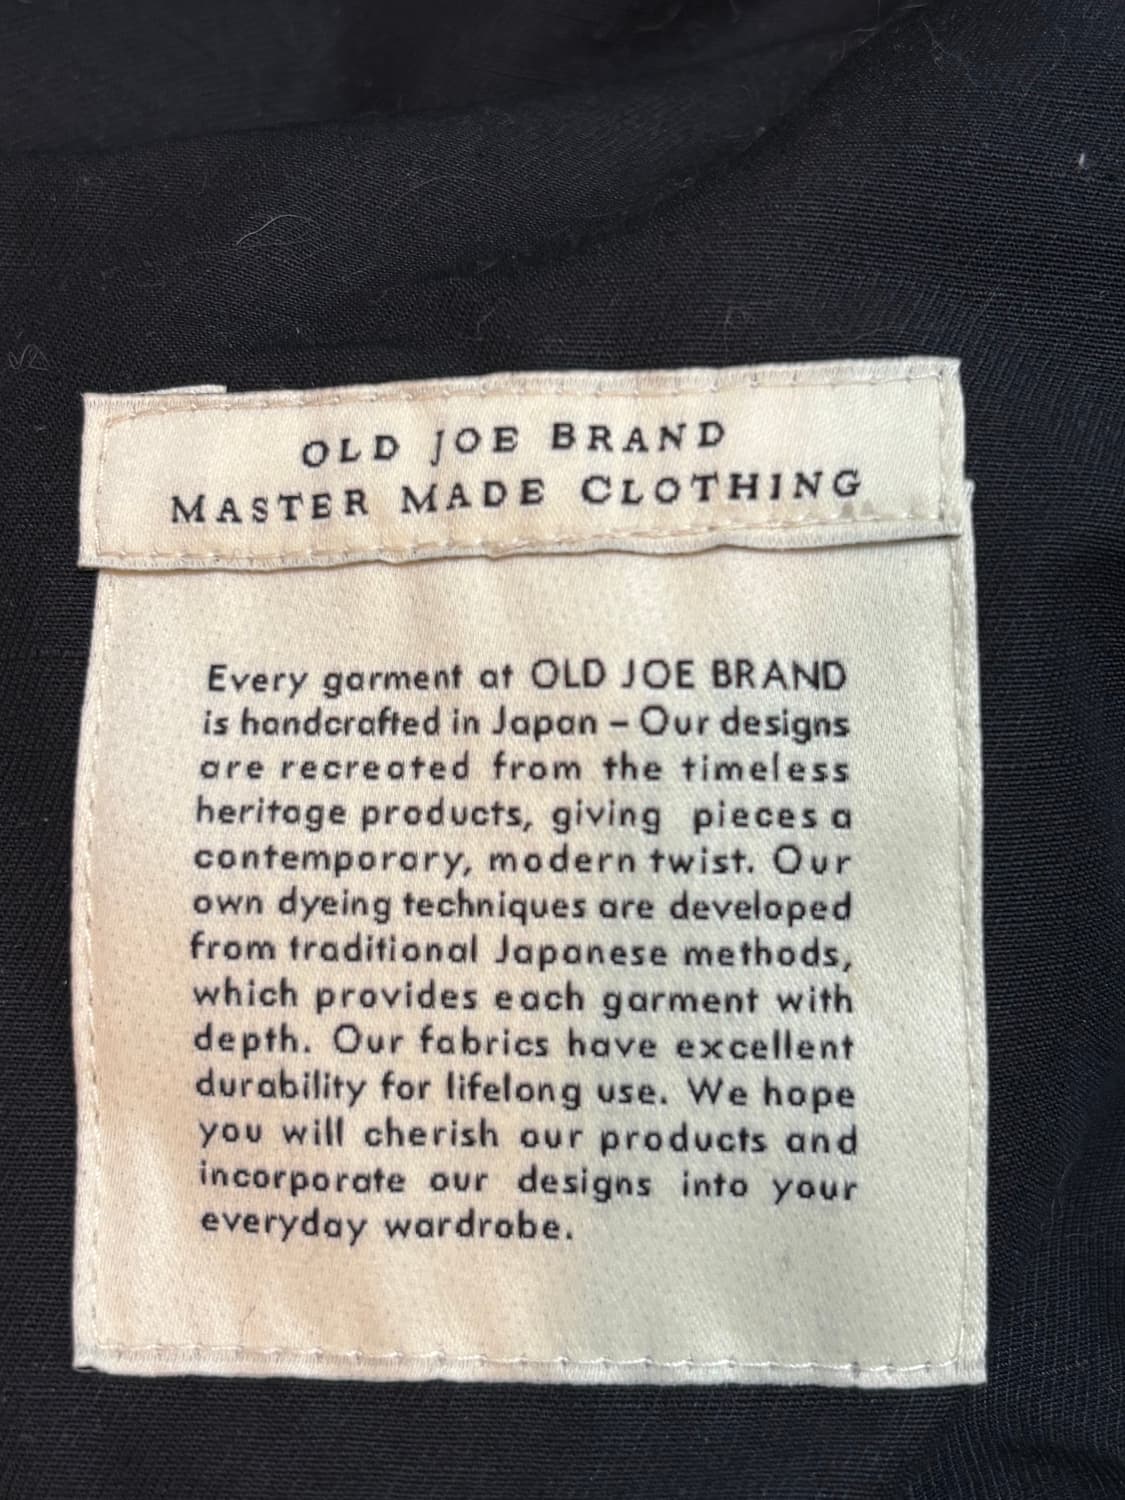 OLD JOE BRAND
MASTER MADE CLOTHING
Every garment at OLD JOE BRAND
is handcrafted in Japan – Our designs
are recreated from the timeless
heritage products, giving pieces a
contemporary, modern twist. Our
own dyeing techniques are developed
from traditional Japanese methods,
which provides each garment with
depth. Our fabrics have excellent
durability for lifelong use. We hope
you will cherish our products and
incorporate our designs into your
everyday wardrobe.